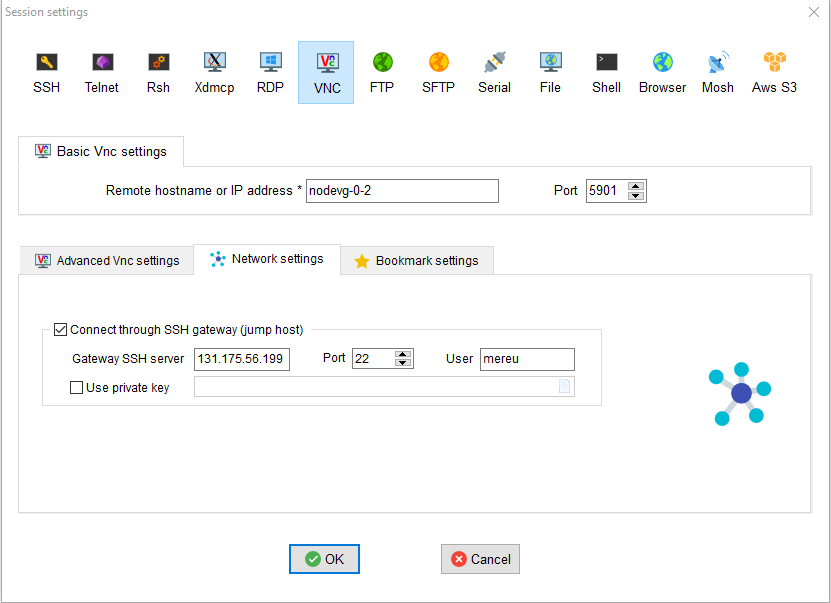 Session settings
SSH Telnet Rsh Xdmcp RDP VNC FTP SFTP Serial File Shell Browser Mosh Aws S3
Basic Vnc settings
Remote hostname or IP address * nodevg-0-2 Port 5901
Advanced Vnc settings Network settings Bookmark settings
Connect through SSH gateway (jump host)
Gateway SSH server 131.175.56.199 Port 22 User mereu
Use private key
OK Cancel